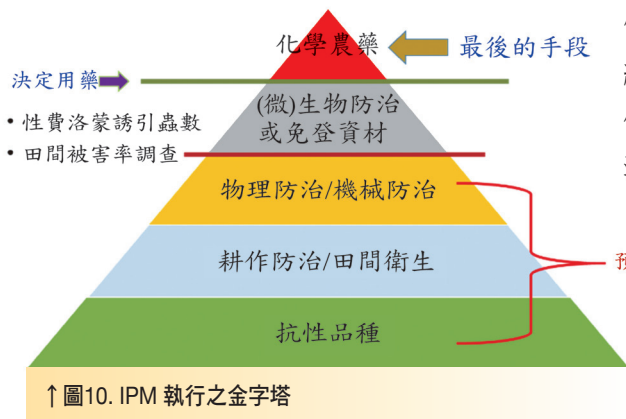 化學農藥
最後的手段
決定用藥
• 性費洛蒙誘引蟲數
• 田間被害率調查
(微)生物防治
或免登資材
物理防治/機械防治
耕作防治/田間衛生
抗性品種
預
↑圖10. IPM 執行之金字塔